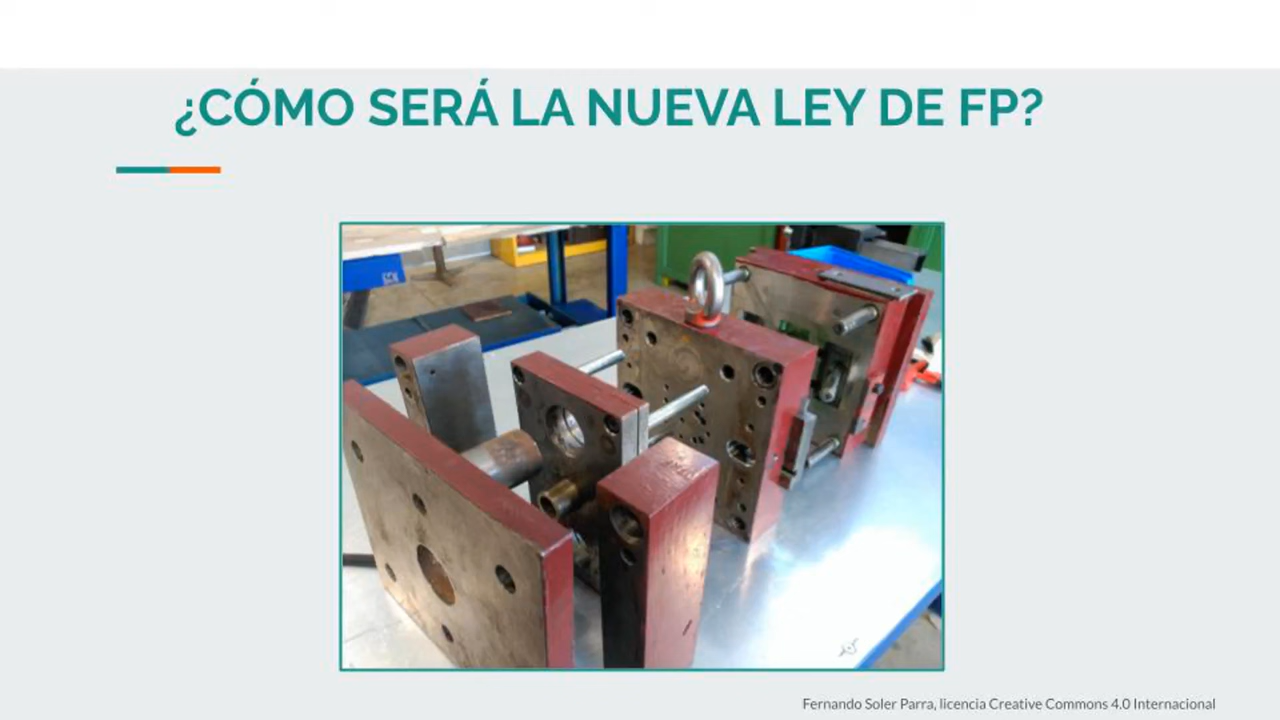 ¿CÓMO SERÁ LA NUEVA LEY DE FP?
Fernando Soler Parra, licencia Creative Commons 4.0 Internacional